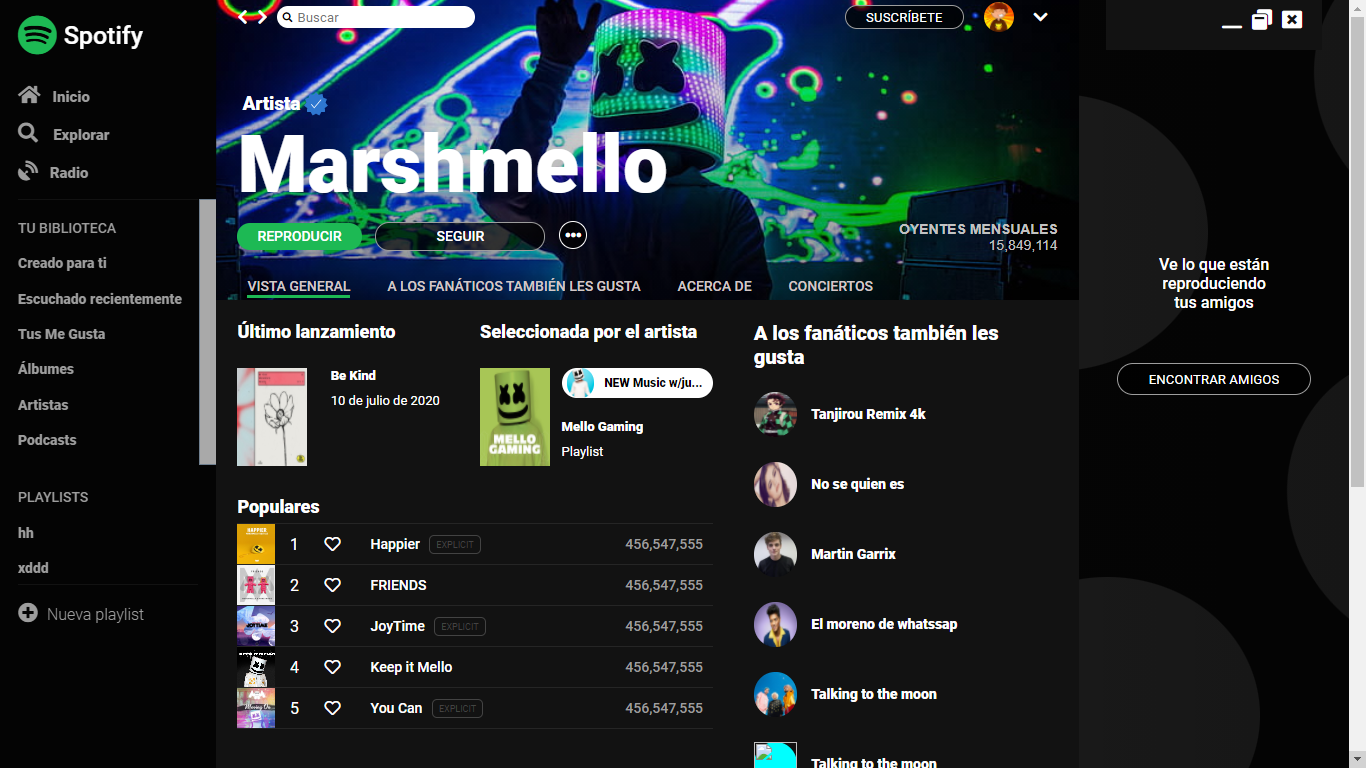 Spotify
Buscar
SUSCRÍBETE
Inicio
Explorar
Radio
TU BIBLIOTECA
Creado para ti
Escuchado recientemente
Tus Me Gusta
Álbumes
Artistas
Podcasts
PLAYLISTS
hh
xddd
Nueva playlist
Artista
Marshmello
REPRODUCIR
SEGUIR
OYENTES MENSUALES
15,849,114
VISTA GENERAL
A LOS FANÁTICOS TAMBIÉN LES GUSTA
ACERCA DE
CONCIERTOS
Último lanzamiento
Be Kind
10 de julio de 2020
Seleccionada por el artista
MELLO
GAMING
NEW Music w/ju...
Mello Gaming
Playlist
Populares
1 Happier EXPLICIT 456,547,555
2 FRIENDS 456,547,555
3 JoyTime EXPLICIT 456,547,555
4 Keep it Mello 456,547,555
5 You Can EXPLICIT 456,547,555
A los fanáticos también les
gusta
Tanjirou Remix 4k
No se quien es
Martin Garrix
El moreno de whatssap
Talking to the moon
Talking to the moon
Ve lo que están
reproduciendo
tus amigos
ENCONTRAR AMIGOS